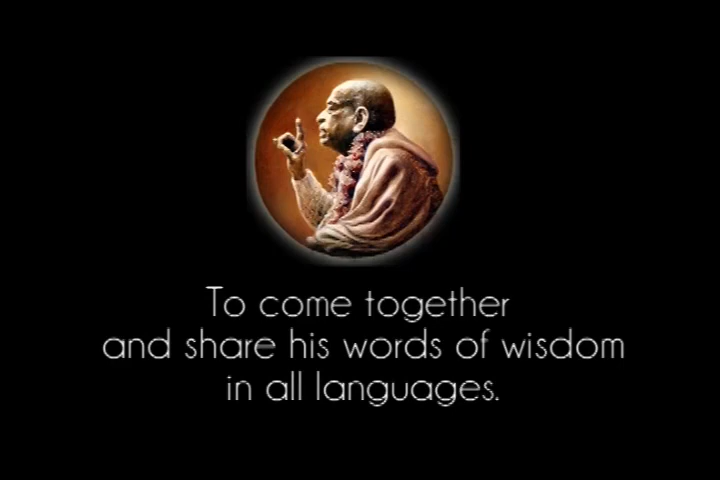 To come together
and share his words of wisdom
in all languages.